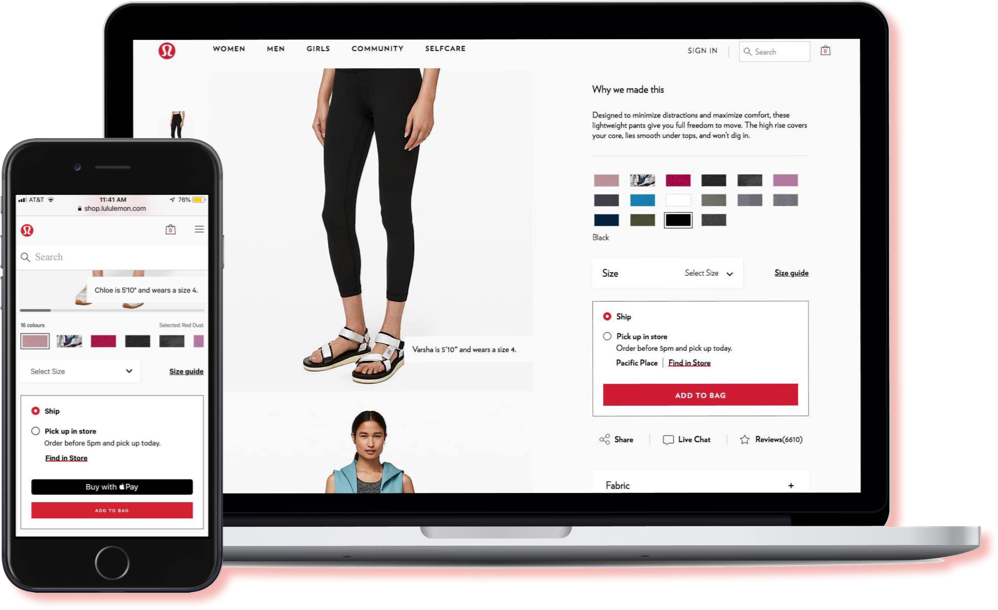 WOMEN MEN GIRLS COMMUNITY SELFCARE
SIGN IN
Search
0
Why we made this
Designed to minimize distractions and maximize comfort, these
lightweight pants give you full freedom to move. The high rise covers
your core, lies smooth under tops, and won't dig in.
Black
Size Select Size Size guide
Ship
Pick up in store
Order before 5pm and pick up today.
Pacific Place Find in Store
ADD TO BAG
Share Live Chat Reviews(6610)
Fabric +
Varsha is 5'10" and wears a size 4.
AT&T 11:41 AM 76%
shop.lululemon.com
0
Search
Chloe is 5'10" and wears a size 4.
16 colours Selected: Red Dust
Select Size Size guide
Ship
Pick up in store
Order before 5pm and pick up today.
Find in Store
Buy with Pay
ADD TO BAG